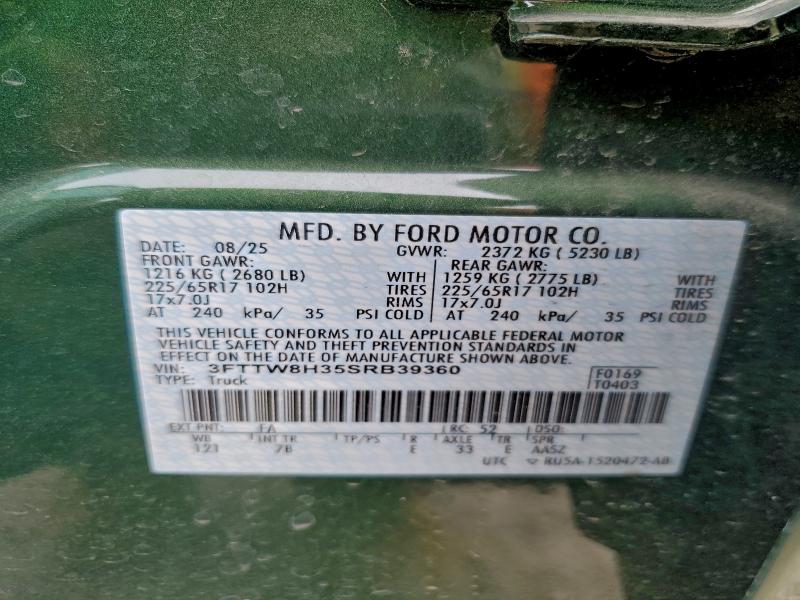 MFD. BY FORD MOTOR CO.
DATE: 08/25 GVWR: 2372 KG ( 5230 LB)
FRONT GAWR: REAR GAWR:
1216 KG ( 2680 LB) WITH 1259 KG ( 2775 LB) WITH
225/65R17 102H TIRES 225/65R17 102H TIRES
17x7.0J RIMS 17x7.0J RIMS
AT 240 kPa/ 35 PSI COLD AT 240 kPa/ 35 PSI COLD
THIS VEHICLE CONFORMS TO ALL APPLICABLE FEDERAL MOTOR
VEHICLE SAFETY AND THEFT PREVENTION STANDARDS IN
EFFECT ON THE DATE OF MANUFACTURE SHOWN ABOVE.
VIN: 3FTTW8H35SRB39360 F0169
TYPE: Truck T0403
EXT PNT: FA RC: 52 DSO:
WB INT TR TP/PS R AXLE TR SPR
121 7B E 33 E AA5Z
UTC RU5A-1520472-AB